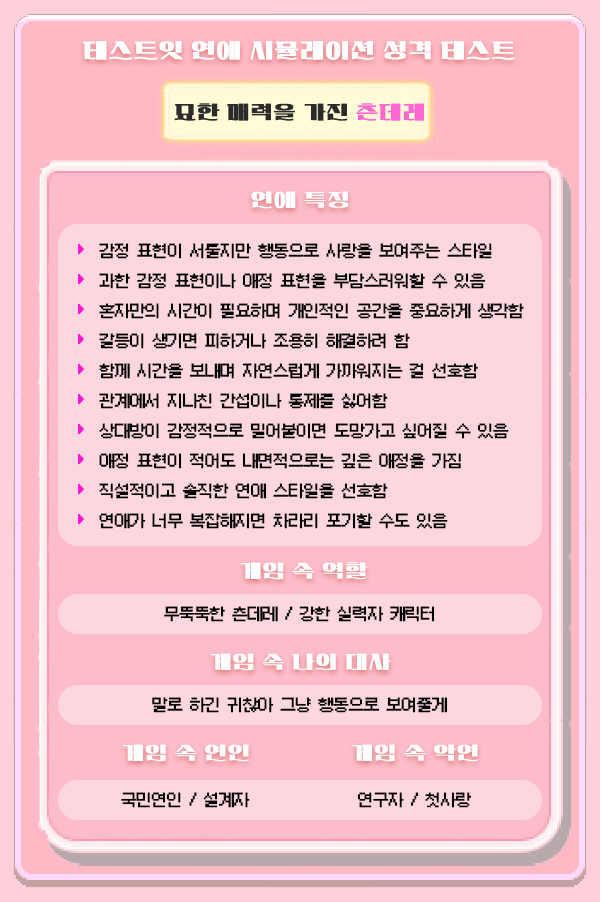 테스트잇 연애 시뮬레이션 성격 테스트
묘한 매력을 가진 츤데레
연애 특징
감정 표현이 서툴지만 행동으로 사랑을 보여주는 스타일
과한 감정 표현이나 애정 표현을 부담스러워할 수 있음
혼자만의 시간이 필요하며 개인적인 공간을 중요하게 생각함
갈등이 생기면 피하거나 조용히 해결하려 함
함께 시간을 보내며 자연스럽게 가까워지는 걸 선호함
관계에서 지나친 간섭이나 통제를 싫어함
상대방이 감정적으로 밀어붙이면 도망가고 싶어질 수 있음
애정 표현이 적어도 내면적으로는 깊은 애정을 가짐
직설적이고 솔직한 연애 스타일을 선호함
연애가 너무 복잡해지면 차라리 포기할 수도 있음
게임 속 역할
무뚝뚝한 츤데레 / 강한 실력자 캐릭터
게임 속 나의 대사
말로 하긴 귀찮아 그냥 행동으로 보여줄게
게임 속 연인
국민연인 / 설계자
게임 속 악연
연구자 / 첫사랑